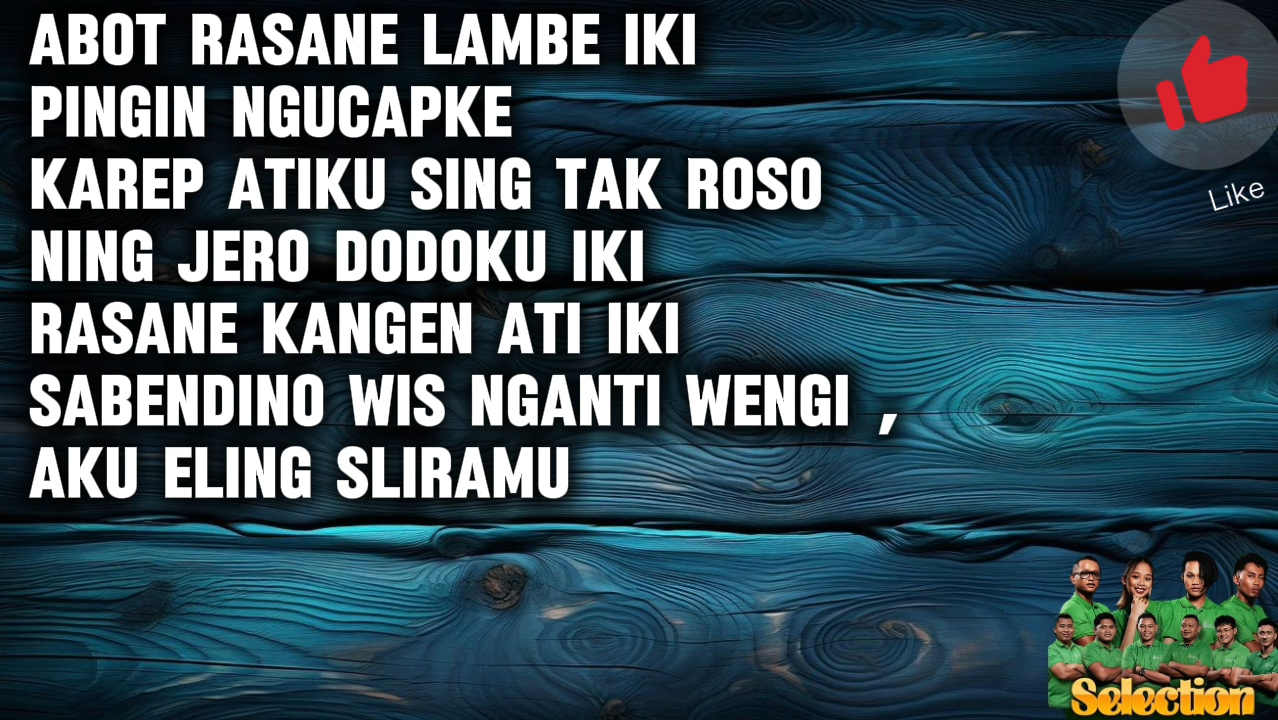 ABOT RASANE LAMBE IKI
PINGIN NGUCAPKE
KAREP ATIKU SING TAK ROSO
NING JERO DODOKU IKI
RASANE KANGEN ATI IKI
SABENDINO WIS NGANTI WENGI ,
AKU ELING SLIRAMU
Like
Selection